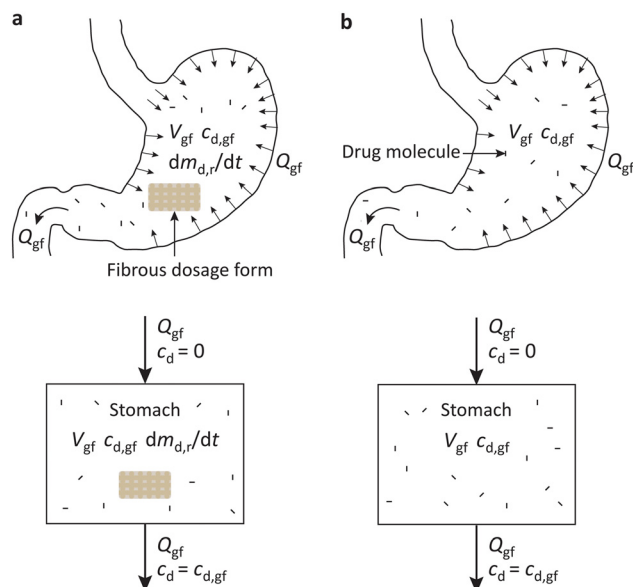 a
V_gf c_d,gf
dm_d,r/dt
Q_gf
Q_gf
Fibrous dosage form
Q_gf
c_d = 0
Stomach
V_gf c_d,gf dm_d,r/dt
Q_gf
c_d = c_d,gf
b
V_gf c_d,gf
Drug molecule
Q_gf
Q_gf
Q_gf
c_d = 0
Stomach
V_gf c_d,gf
Q_gf
c_d = c_d,gf